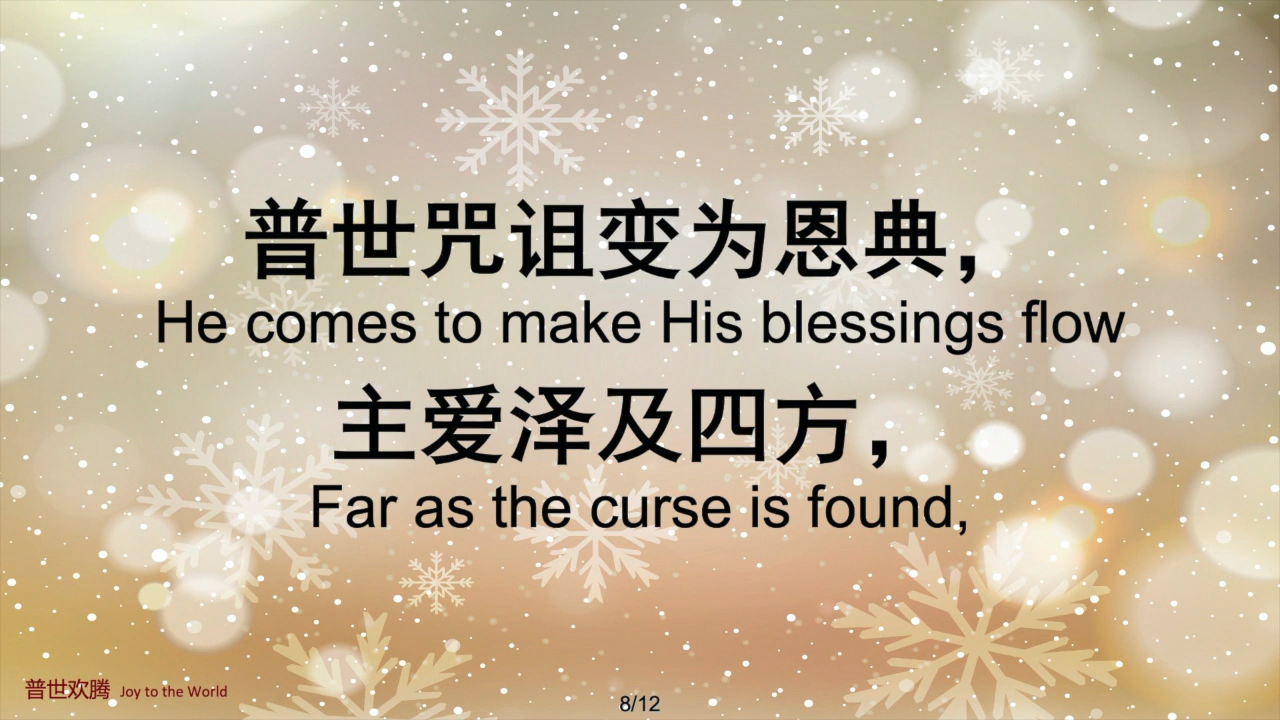 普世咒诅变为恩典，
He comes to make His blessings flow
主爱泽及四方，
Far as the curse is found,
普世欢腾 Joy to the World
8/12